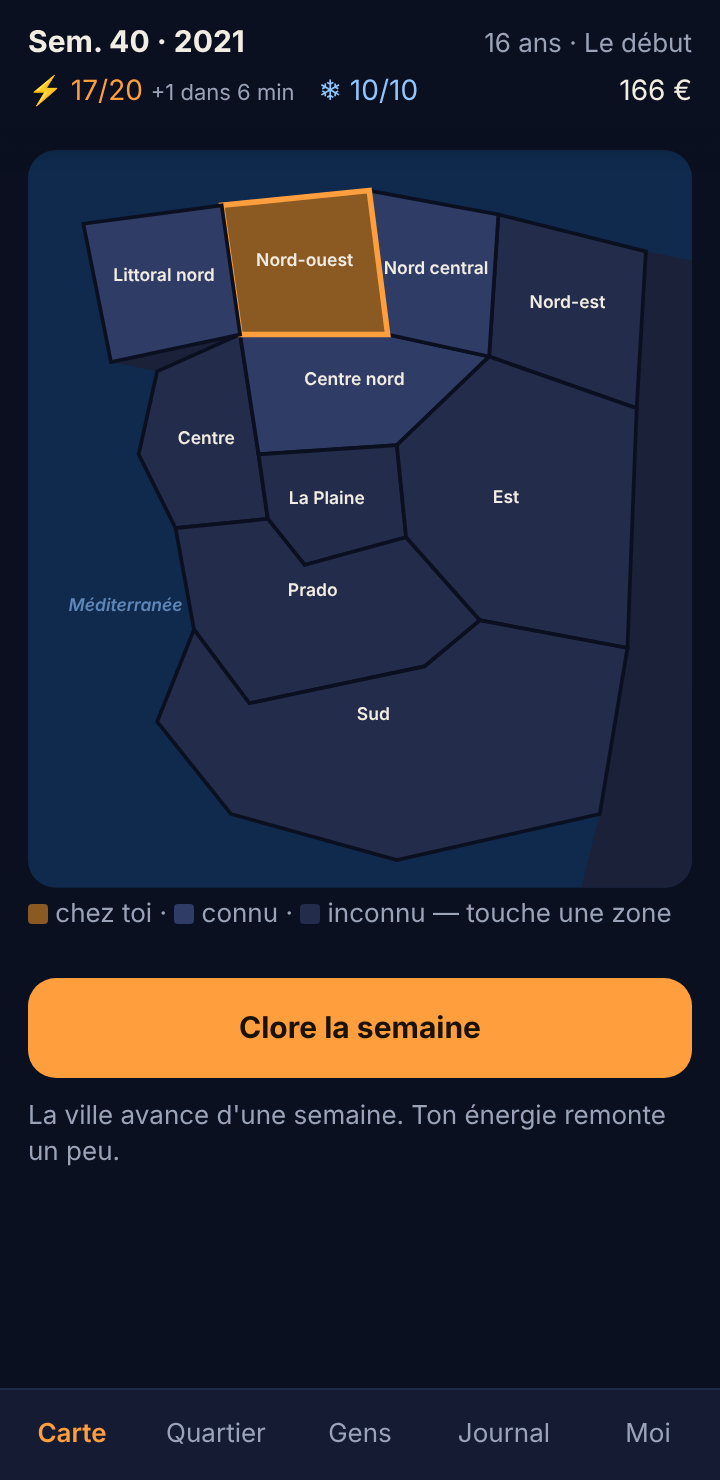 Sem. 40 · 2021
16 ans · Le début
⚡ 17/20 +1 dans 6 min ❄ 10/10
166 €
Littoral nord
Nord-ouest
Nord central
Nord-est
Centre nord
Centre
La Plaine
Est
Prado
Méditerranée
Sud
chez toi · connu · inconnu — touche une zone
Clore la semaine
La ville avance d'une semaine. Ton énergie remonte
un peu.
Carte Quartier Gens Journal Moi